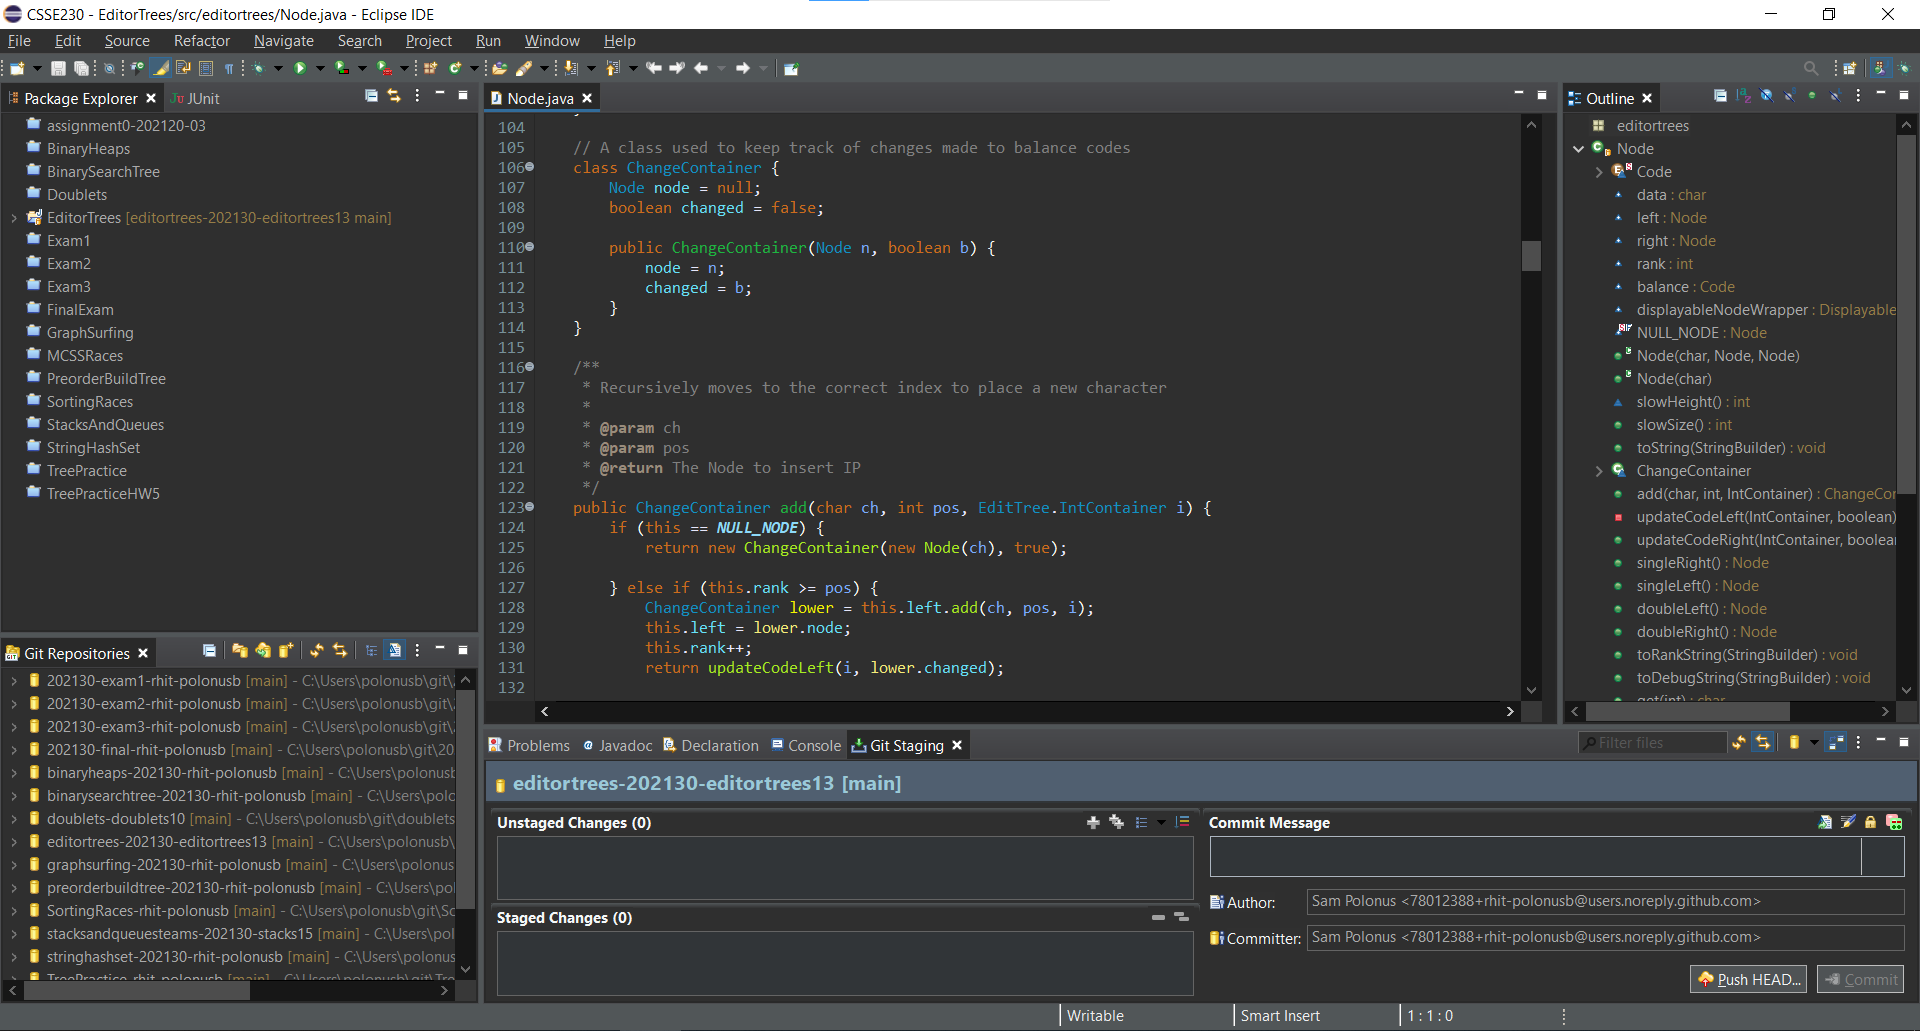 CSSE230 - EditorTrees/src/editortrees/Node.java - Eclipse IDE
File Edit Source Refactor Navigate Search Project Run Window Help
Package Explorer
JUnit
assignment0-202120-03
BinaryHeaps
BinarySearchTree
Doublets
EditorTrees [editortrees-202130-editortrees13 main]
Exam1
Exam2
Exam3
FinalExam
GraphSurfing
MCSSRaces
PreorderBuildTree
SortingRaces
StacksAndQueues
StringHashSet
TreePractice
TreePracticeHW5
Git Repositories
202130-exam1-rhit-polonusb [main] - C:\Users\polonusb\git\
202130-exam2-rhit-polonusb [main] - C:\Users\polonusb\git\
202130-exam3-rhit-polonusb [main] - C:\Users\polonusb\git\
202130-final-rhit-polonusb [main] - C:\Users\polonusb\git\20
binaryheaps-202130-rhit-polonusb [main] - C:\Users\polonusb
binarysearchtree-202130-rhit-polonusb [main] - C:\Users\polo
doublets-doublets10 [main] - C:\Users\polonusb\git\doublets
editortrees-202130-editortrees13 [main] - C:\Users\polonusb\
graphsurfing-202130-rhit-polonusb [main] - C:\Users\polonus
preorderbuildtree-202130-rhit-polonusb [main] - C:\Users\pol
SortingRaces-rhit-polonusb [main] - C:\Users\polonusb\git\So
stacksandqueuesteams-202130-stacks15 [main] - C:\Users\pol
stringhashset-202130-rhit-polonusb [main] - C:\Users\polonus
TreePractice-rhit-polonusb [main] - C:\Users\polonusb\git\Tre
Node.java
104
105 // A class used to keep track of changes made to balance codes
106 class ChangeContainer {
107 Node node = null;
108 boolean changed = false;
109
110 public ChangeContainer(Node n, boolean b) {
111 node = n;
112 changed = b;
113 }
114 }
115
116 /**
117 * Recursively moves to the correct index to place a new character
118 *
119 * @param ch
120 * @param pos
121 * @return The Node to insert IP
122 */
123 public ChangeContainer add(char ch, int pos, EditTree.IntContainer i) {
124 if (this == NULL_NODE) {
125 return new ChangeContainer(new Node(ch), true);
126
127 } else if (this.rank >= pos) {
128 ChangeContainer lower = this.left.add(ch, pos, i);
129 this.left = lower.node;
130 this.rank++;
131 return updateCodeLeft(i, lower.changed);
132
Outline
editortrees
Node
Code
data : char
left : Node
right : Node
rank : int
balance : Code
displayableNodeWrapper : Displayable
NULL_NODE : Node
Node(char, Node, Node)
Node(char)
slowHeight() : int
slowSize() : int
toString(StringBuilder) : void
ChangeContainer
add(char, int, IntContainer) : ChangeCor
updateCodeLeft(IntContainer, boolean)
updateCodeRight(IntContainer, boolea
singleRight() : Node
singleLeft() : Node
doubleLeft() : Node
doubleRight() : Node
toRankString(StringBuilder) : void
toDebugString(StringBuilder) : void
get(int) : char
Problems
Javadoc
Declaration
Console
Git Staging
Filter files
editortrees-202130-editortrees13 [main]
Unstaged Changes (0)
Staged Changes (0)
Commit Message
Author: Sam Polonus <78012388+rhit-polonusb@users.noreply.github.com>
Committer: Sam Polonus <78012388+rhit-polonusb@users.noreply.github.com>
Push HEAD...
Commit
Writable
Smart Insert
1 : 1 : 0